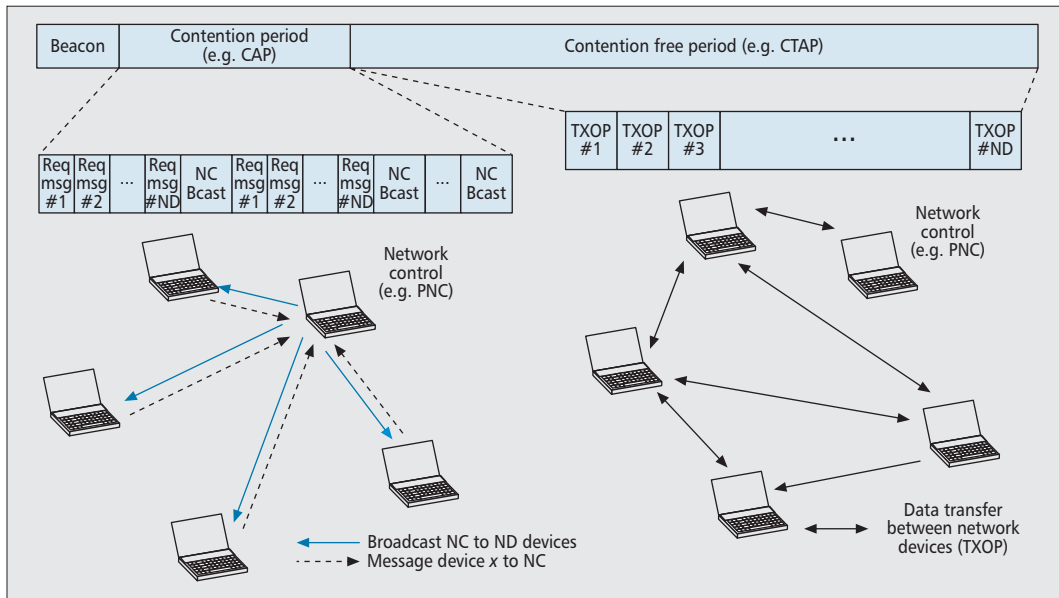 Beacon
Contention period
(e.g. CAP)
Contention free period (e.g. CTAP)
TXOP
#1
TXOP
#2
TXOP
#3
...
TXOP
#ND
Req
msg
#1
Req
msg
#2
...
Req
msg
#ND
NC
Bcast
Req
msg
#1
Req
msg
#2
...
Req
msg
#ND
NC
Bcast
...
NC
Bcast
Network
control
(e.g. PNC)
Network
control
(e.g. PNC)
Broadcast NC to ND devices
Message device x to NC
Data transfer
between network
devices (TXOP)